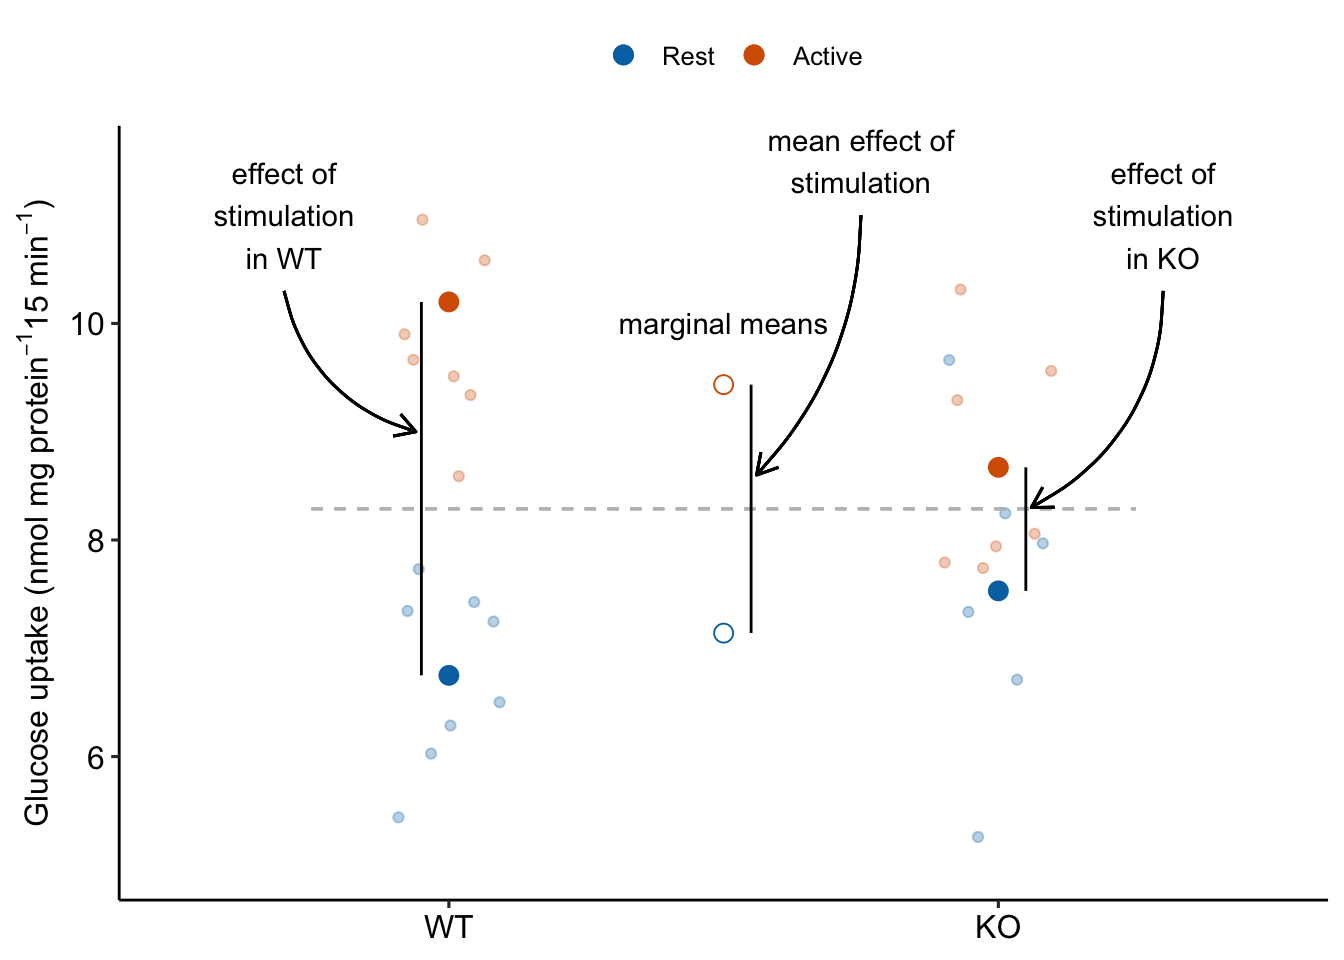 Rest Active
mean effect of
stimulation
effect of
stimulation
in WT
effect of
stimulation
in KO
marginal means
Glucose uptake (nmol mg protein⁻¹15 min⁻¹)
10
8
6
WT KO